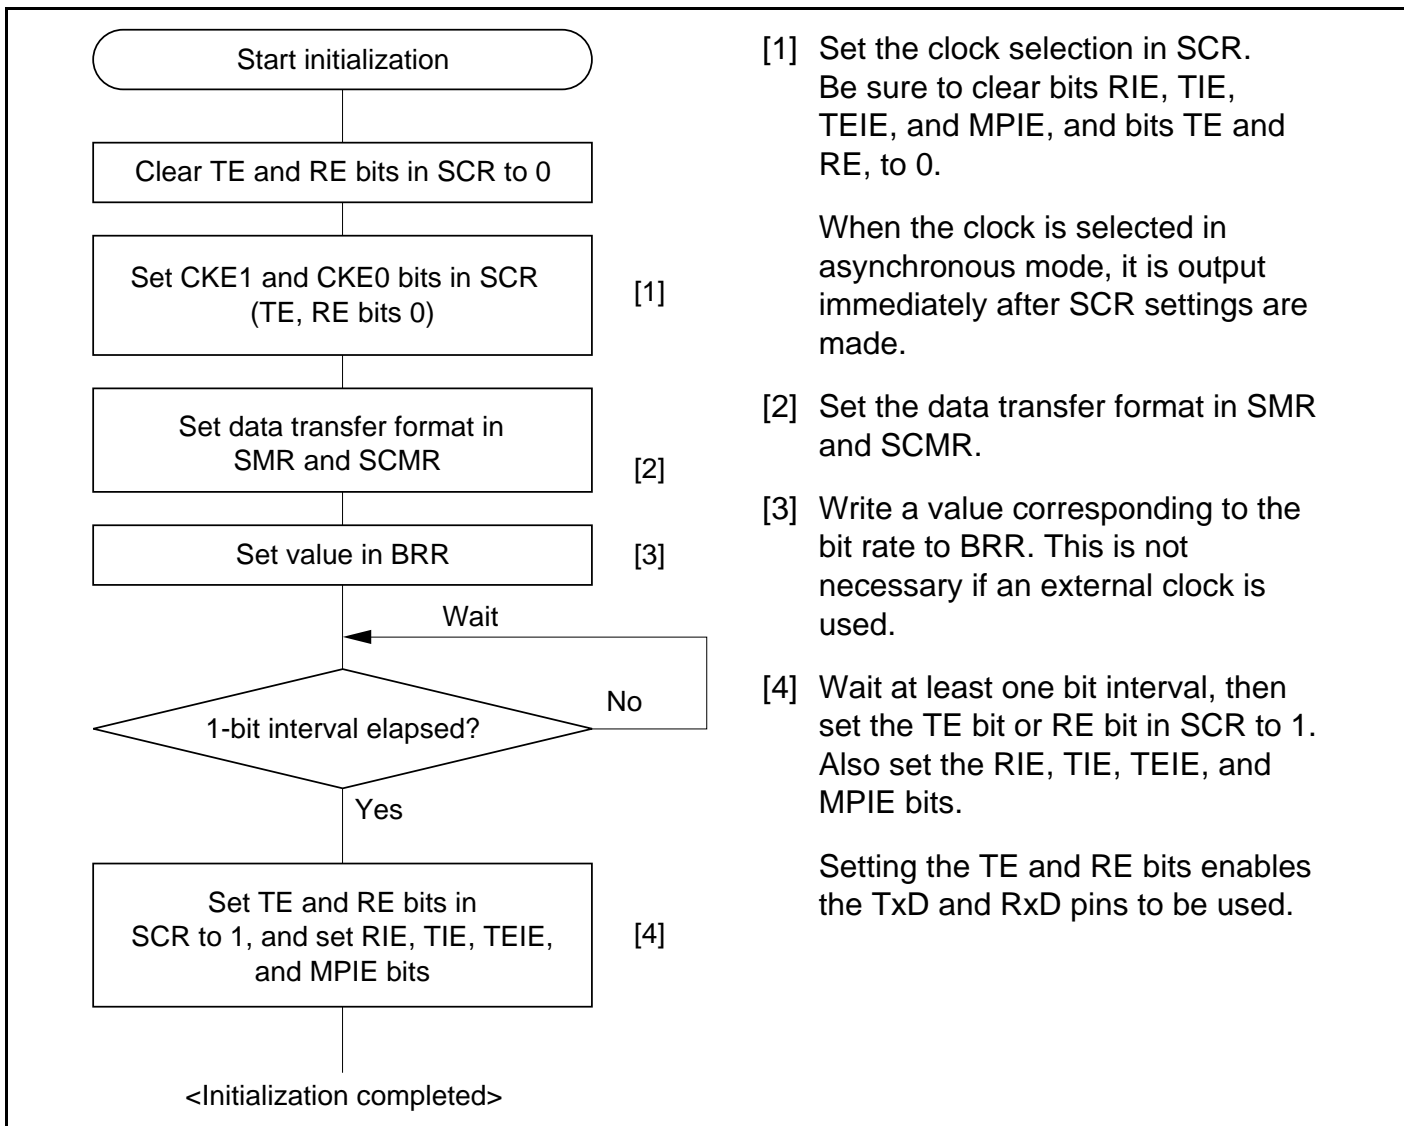 Start initialization
Clear TE and RE bits in SCR to 0
Set CKE1 and CKE0 bits in SCR
(TE, RE bits 0)
[1]
Set data transfer format in
SMR and SCMR
[2]
Set value in BRR
[3]
Wait
1-bit interval elapsed?
No
Yes
Set TE and RE bits in
SCR to 1, and set RIE, TIE, TEIE,
and MPIE bits
[4]
<Initialization completed>
[1] Set the clock selection in SCR.
Be sure to clear bits RIE, TIE,
TEIE, and MPIE, and bits TE and
RE, to 0.
When the clock is selected in
asynchronous mode, it is output
immediately after SCR settings are
made.
[2] Set the data transfer format in SMR
and SCMR.
[3] Write a value corresponding to the
bit rate to BRR. This is not
necessary if an external clock is
used.
[4] Wait at least one bit interval, then
set the TE bit or RE bit in SCR to 1.
Also set the RIE, TIE, TEIE, and
MPIE bits.
Setting the TE and RE bits enables
the TxD and RxD pins to be used.